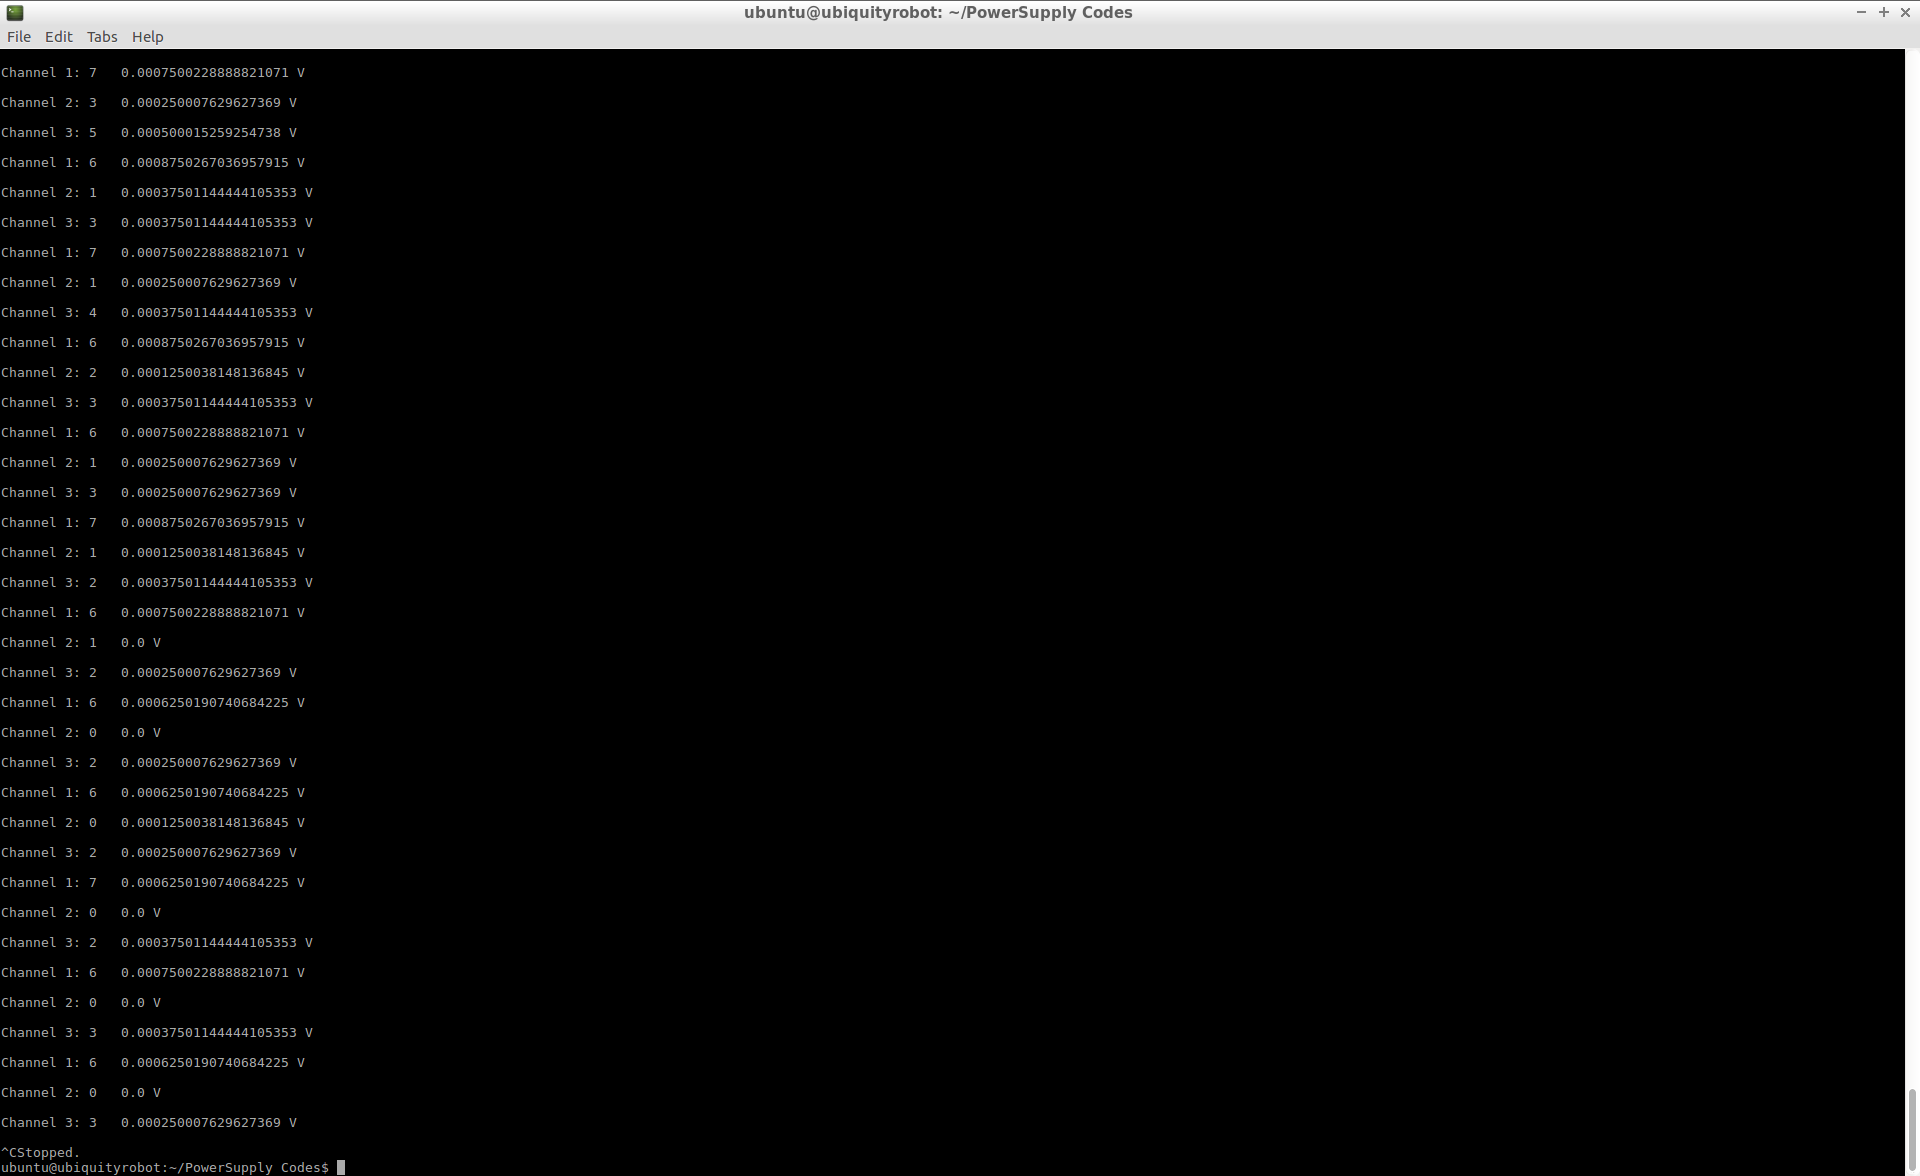 ubuntu@ubiquityrobot: ~/PowerSupply Codes
File Edit Tabs Help
Channel 1: 7 0.0007500228888821071 V
Channel 2: 3 0.000250007629627369 V
Channel 3: 5 0.000500015259254738 V
Channel 1: 6 0.0008750267036957915 V
Channel 2: 1 0.00037501144444105353 V
Channel 3: 3 0.00037501144444105353 V
Channel 1: 7 0.0007500228888821071 V
Channel 2: 1 0.000250007629627369 V
Channel 3: 4 0.00037501144444105353 V
Channel 1: 6 0.0008750267036957915 V
Channel 2: 2 0.0001250038148136845 V
Channel 3: 3 0.00037501144444105353 V
Channel 1: 6 0.0007500228888821071 V
Channel 2: 1 0.000250007629627369 V
Channel 3: 3 0.000250007629627369 V
Channel 1: 7 0.0008750267036957915 V
Channel 2: 1 0.0001250038148136845 V
Channel 3: 2 0.00037501144444105353 V
Channel 1: 6 0.0007500228888821071 V
Channel 2: 1 0.0 V
Channel 3: 2 0.000250007629627369 V
Channel 1: 6 0.0006250190740684225 V
Channel 2: 0 0.0 V
Channel 3: 2 0.000250007629627369 V
Channel 1: 6 0.0006250190740684225 V
Channel 2: 0 0.0001250038148136845 V
Channel 3: 2 0.000250007629627369 V
Channel 1: 7 0.0006250190740684225 V
Channel 2: 0 0.0 V
Channel 3: 2 0.00037501144444105353 V
Channel 1: 6 0.0007500228888821071 V
Channel 2: 0 0.0 V
Channel 3: 3 0.00037501144444105353 V
Channel 1: 6 0.0006250190740684225 V
Channel 2: 0 0.0 V
Channel 3: 3 0.000250007629627369 V
^CStopped.
ubuntu@ubiquityrobot:~/PowerSupply Codes$